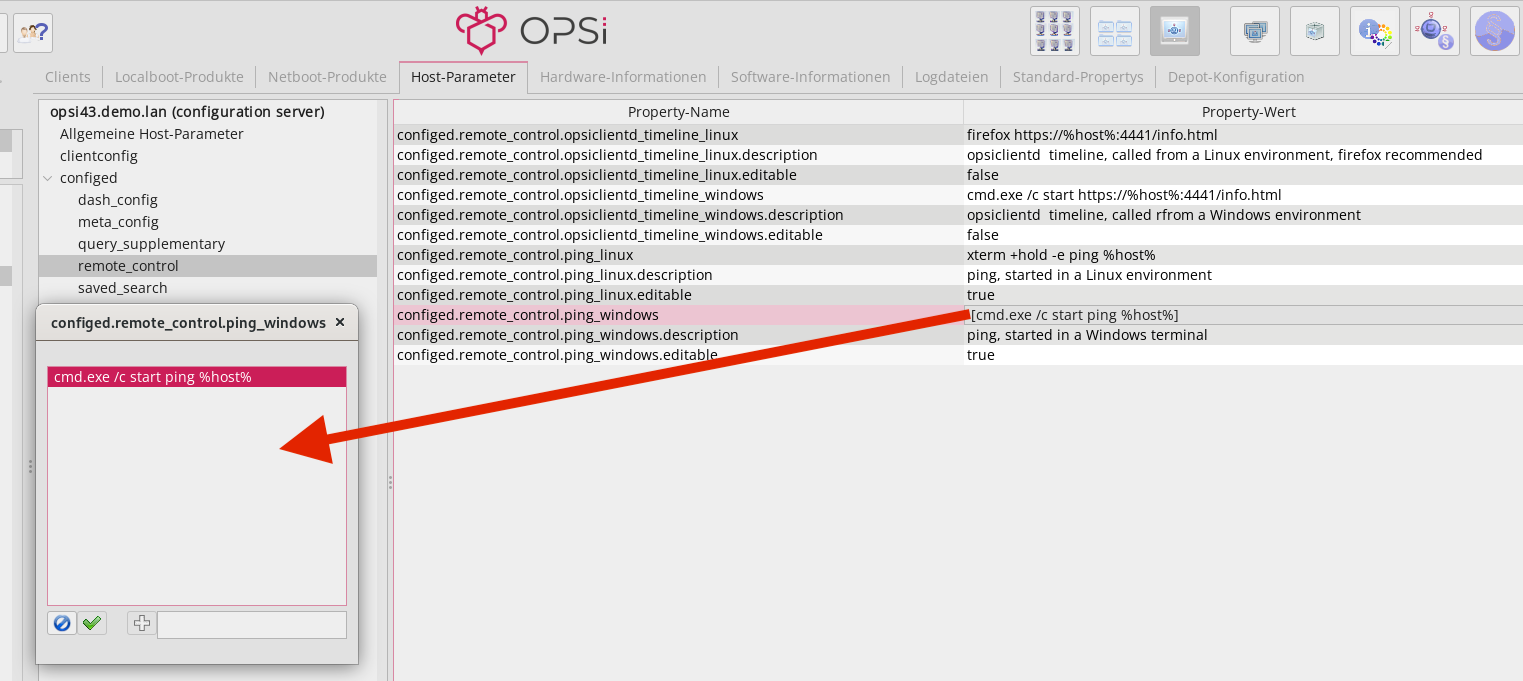 OPSi
Clients
Localboot-Produkte
Netboot-Produkte
Host-Parameter
Hardware-Informationen
Software-Informationen
Logdateien
Standard-Propertys
Depot-Konfiguration
opsi43.demo.lan (configuration server)
Allgemeine Host-Parameter
clientconfig
configed
dash_config
meta_config
query_supplementary
remote_control
saved_search
configed.remote_control.ping_windows ×
cmd.exe /c start ping %host%
Property-Name Property-Wert
configed.remote_control.opsiclientd_timeline_linux firefox https://%host%:4441/info.html
configed.remote_control.opsiclientd_timeline_linux.description opsiclientd  timeline, called from a Linux environment, firefox recommended
configed.remote_control.opsiclientd_timeline_linux.editable false
configed.remote_control.opsiclientd_timeline_windows cmd.exe /c start https://%host%:4441/info.html
configed.remote_control.opsiclientd_timeline_windows.description opsiclientd  timeline, called rfrom a Windows environment
configed.remote_control.opsiclientd_timeline_windows.editable false
configed.remote_control.ping_linux xterm +hold -e ping %host%
configed.remote_control.ping_linux.description ping, started in a Linux environment
configed.remote_control.ping_linux.editable true
configed.remote_control.ping_windows [cmd.exe /c start ping %host%]
configed.remote_control.ping_windows.description ping, started in a Windows terminal
configed.remote_control.ping_windows.editable true